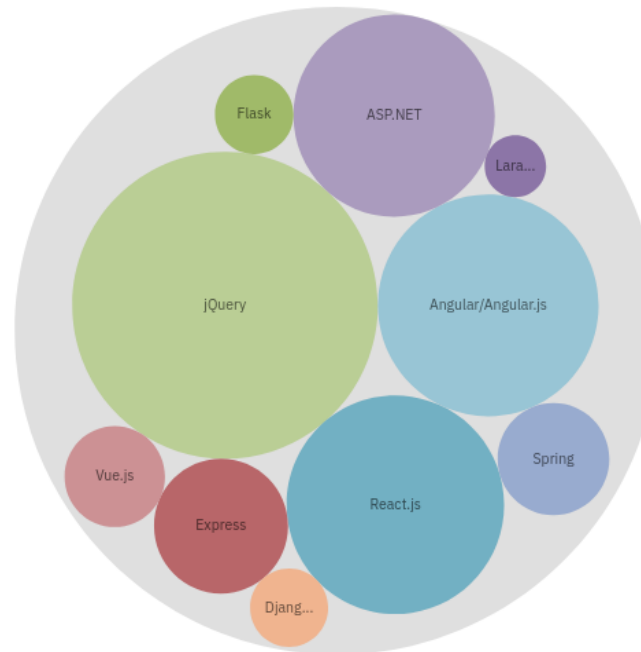 Flask
ASP.NET
Lara...
jQuery
Angular/Angular.js
Vue.js
Express
React.js
Spring
Djang...